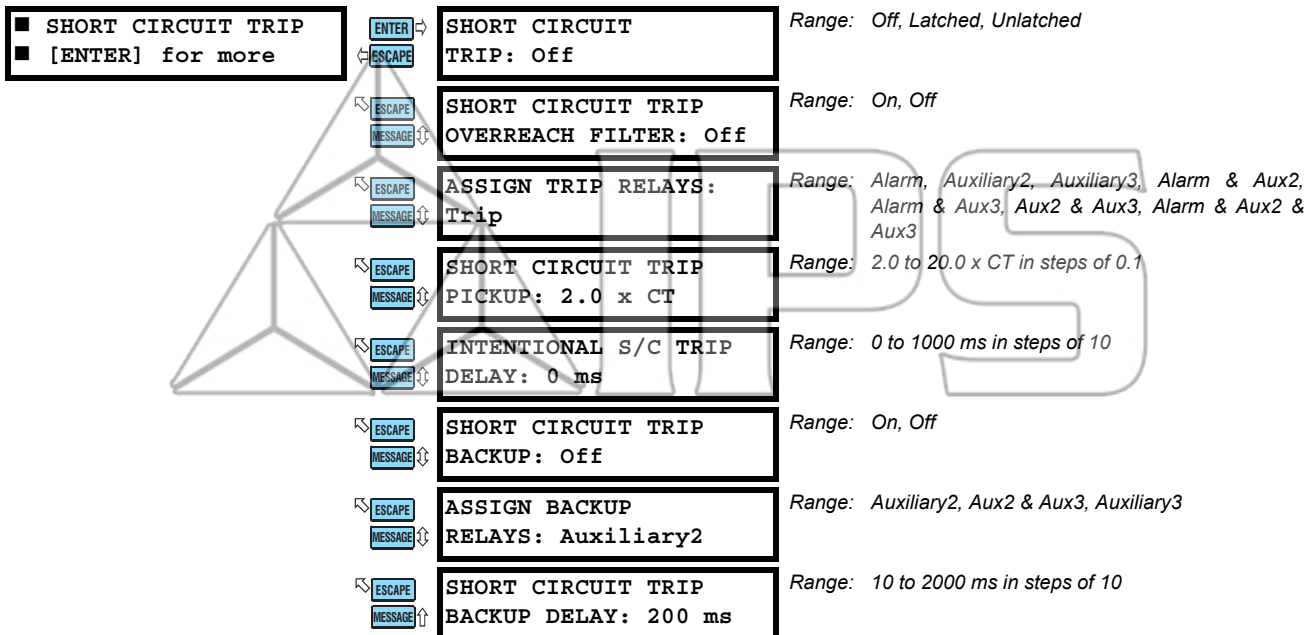 ■ SHORT CIRCUIT TRIP
■ [ENTER] for more
ENTER
ESCAPE
SHORT CIRCUIT
TRIP: Off
Range: Off, Latched, Unlatched
ESCAPE
MESSAGE
SHORT CIRCUIT TRIP
OVERREACH FILTER: Off
Range: On, Off
ESCAPE
MESSAGE
ASSIGN TRIP RELAYS:
Trip
Range: Alarm, Auxiliary2, Auxiliary3, Alarm & Aux2,
Alarm & Aux3, Aux2 & Aux3, Alarm & Aux2 &
Aux3
ESCAPE
MESSAGE
SHORT CIRCUIT TRIP
PICKUP: 2.0 x CT
Range: 2.0 to 20.0 x CT in steps of 0.1
ESCAPE
MESSAGE
INTENTIONAL S/C TRIP
DELAY: 0 ms
Range: 0 to 1000 ms in steps of 10
ESCAPE
MESSAGE
SHORT CIRCUIT TRIP
BACKUP: Off
Range: On, Off
ESCAPE
MESSAGE
ASSIGN BACKUP
RELAYS: Auxiliary2
Range: Auxiliary2, Aux2 & Aux3, Auxiliary3
ESCAPE
MESSAGE
SHORT CIRCUIT TRIP
BACKUP DELAY: 200 ms
Range: 10 to 2000 ms in steps of 10
IPS